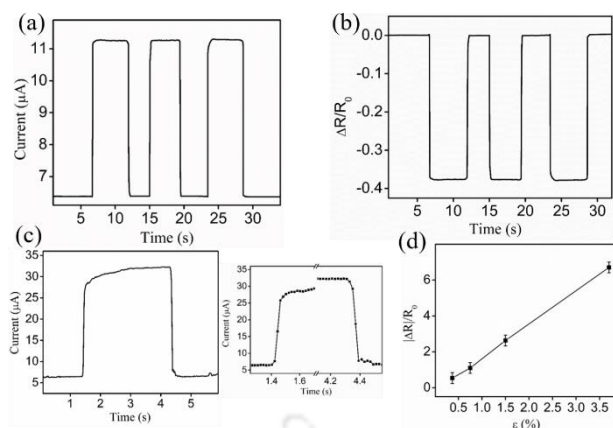 (a)
Current (μA)
11
10
9
8
7
5 10 15 20 25 30
Time (s)
(b)
ΔR/R0
0.0
-0.1
-0.2
-0.3
-0.4
0 5 10 15 20 25 30
Time (s)
(c)
Current (μA)
35
30
25
20
15
10
5
1 2 3 4 5
Time (s)
Current (μA)
35
30
25
20
15
10
5
1.4 1.6 4.2 4.4
Time (s)
(d)
|ΔR|/R0
6
4
2
0
0.5 1.0 1.5 2.0 2.5 3.0 3.5
ε (%)